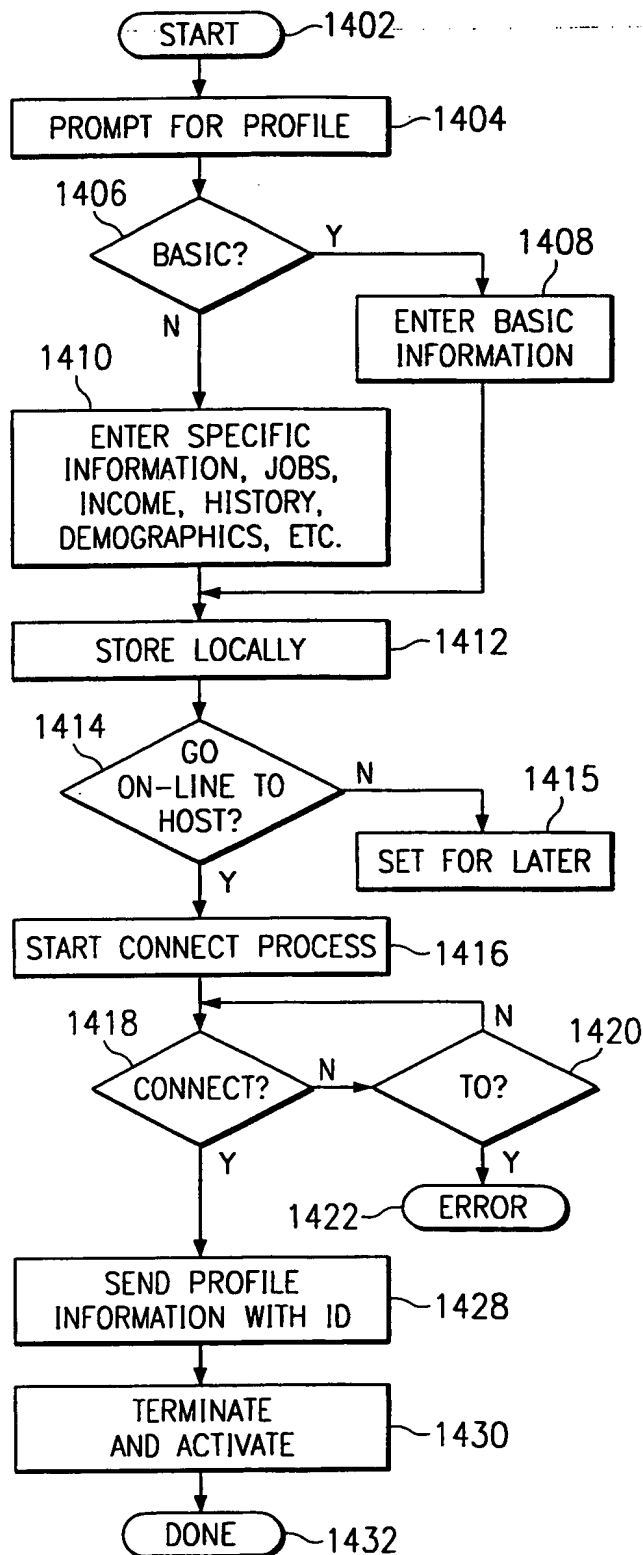 START
1402
PROMPT FOR PROFILE
1404
1406
BASIC?
Y
N
1408
ENTER BASIC
INFORMATION
1410
ENTER SPECIFIC
INFORMATION, JOBS,
INCOME, HISTORY,
DEMOGRAPHICS, ETC.
STORE LOCALLY
1412
1414
GO
ON-LINE TO
HOST?
N
Y
1415
SET FOR LATER
START CONNECT PROCESS
1416
1418
CONNECT?
N
Y
N
1420
TO?
Y
1422
ERROR
SEND PROFILE
INFORMATION WITH ID
1428
TERMINATE
AND ACTIVATE
1430
DONE
1432